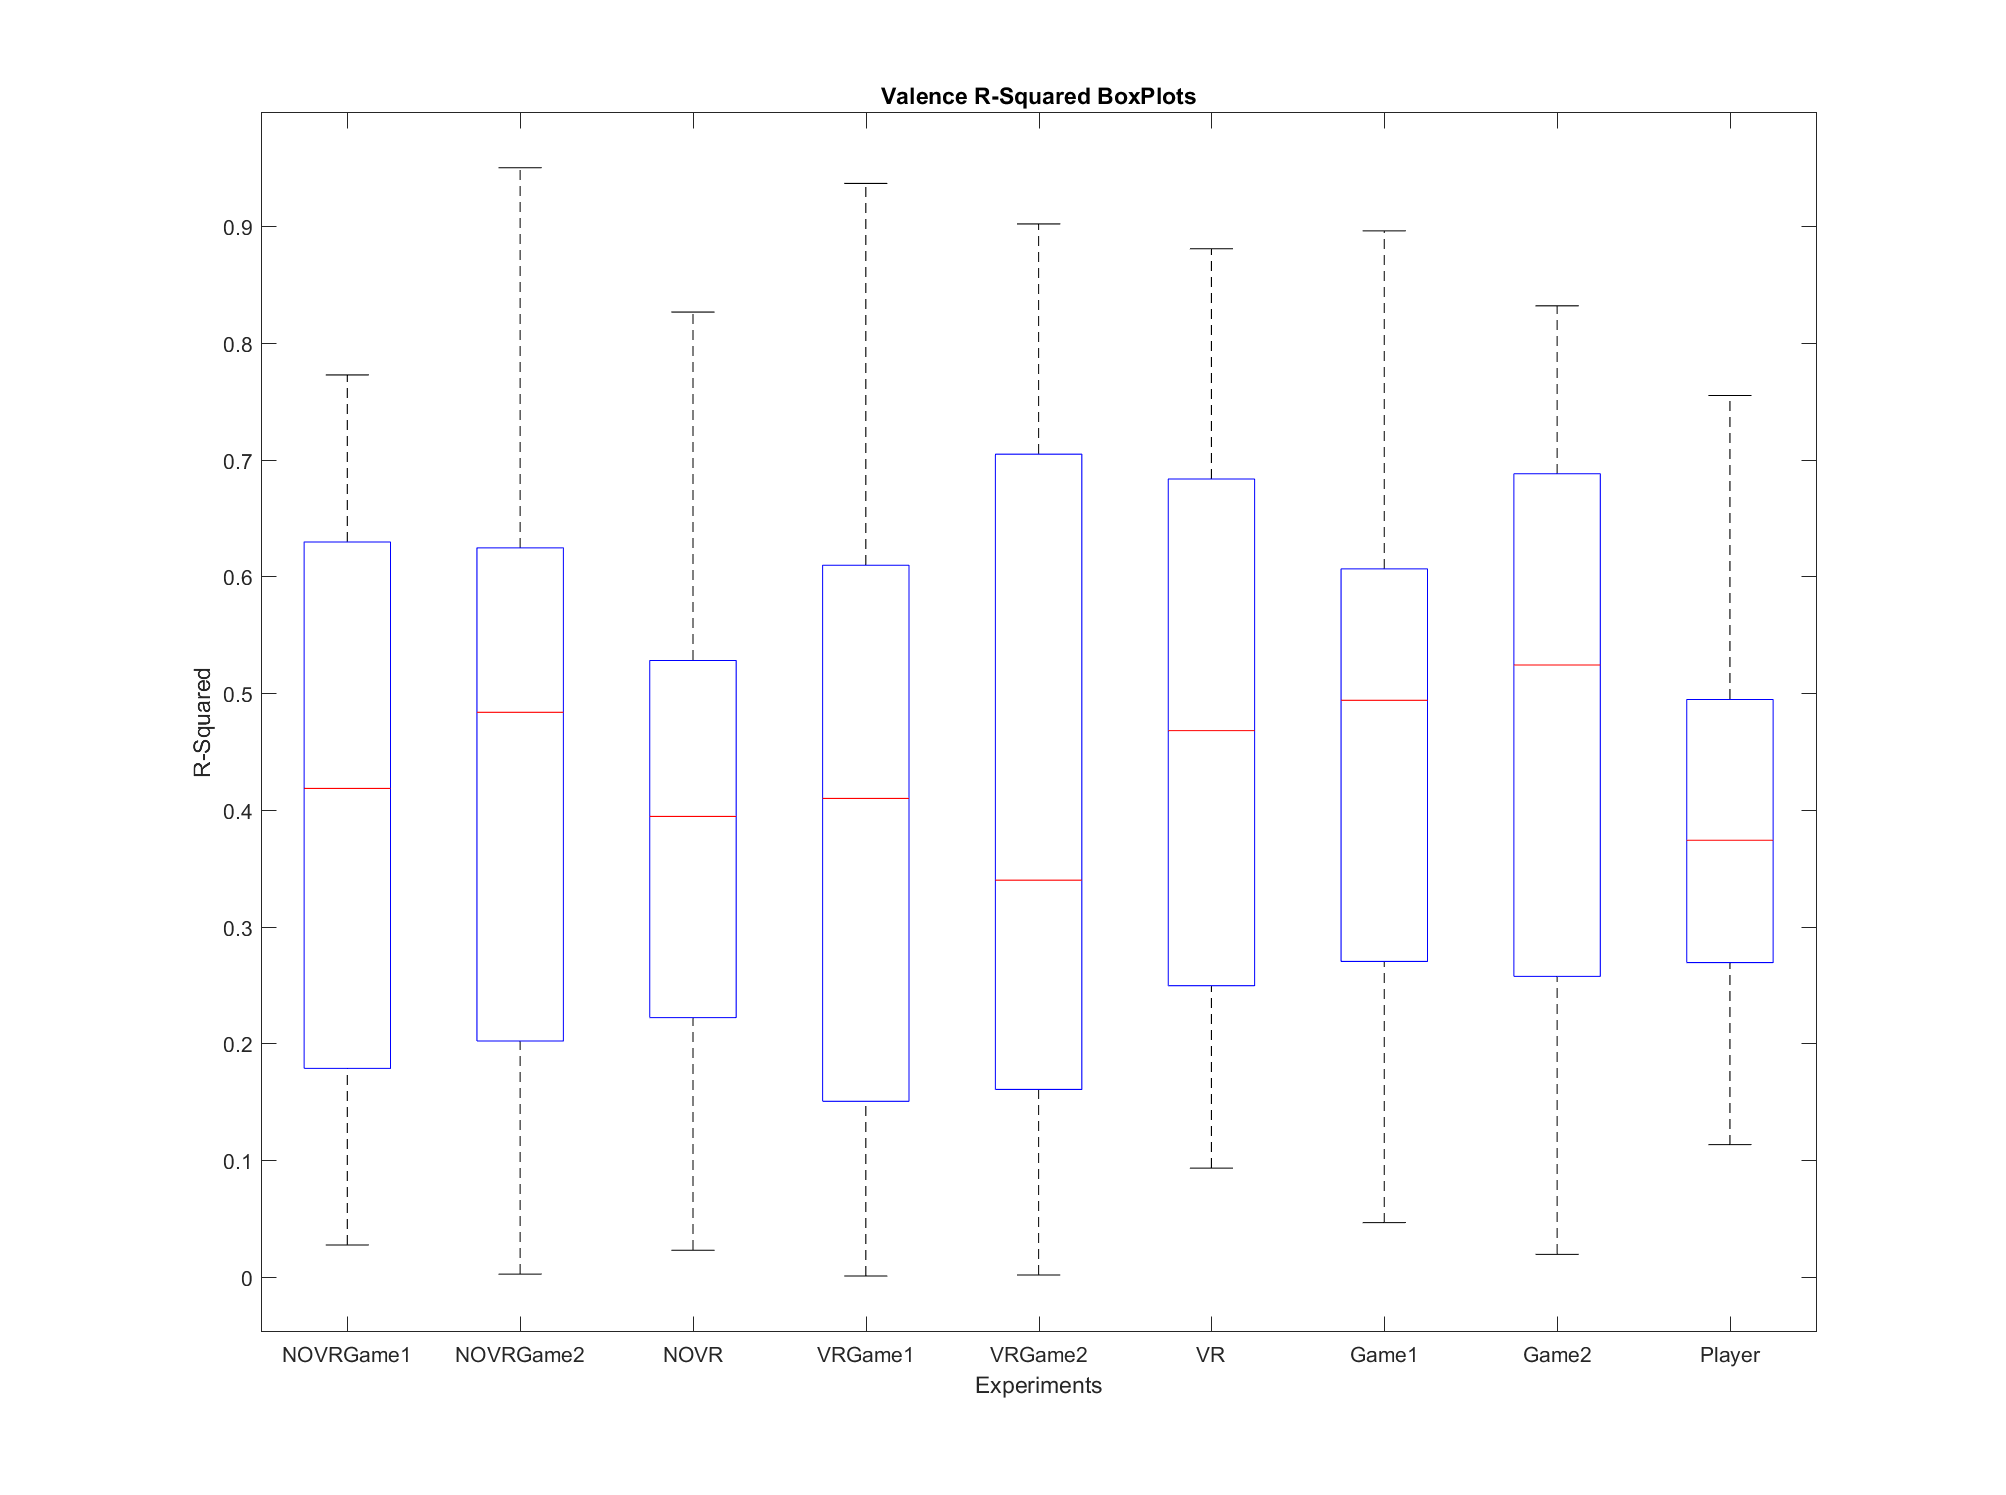 Valence R-Squared BoxPlots
R-Squared
0.9
0.8
0.7
0.6
0.5
0.4
0.3
0.2
0.1
0
NOVRGame1 NOVRGame2 NOVR VRGame1 VRGame2 VR Game1 Game2 Player
Experiments